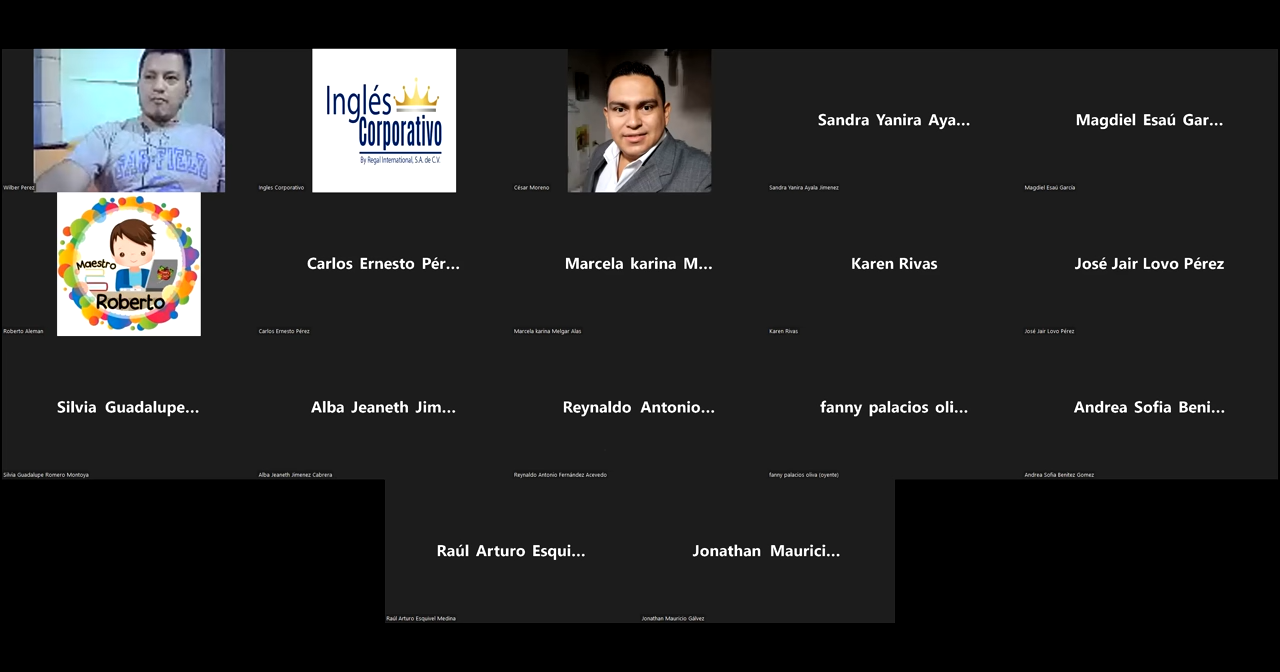 GAP-FIELD
Wilber Perez
Inglés
Corporativo
By Regal International, S.A. de C.V.
Ingles Corporativo
César Moreno
Sandra Yanira Aya...
Sandra Yanira Ayala Jimenez
Magdiel Esaú Gar...
Magdiel Esaú García
Maestro
Roberto
Roberto Aleman
Carlos Ernesto Pér...
Carlos Ernesto Pérez
Marcela karina M...
Marcela karina Melgar Alas
Karen Rivas
Karen Rivas
José Jair Lovo Pérez
José Jair Lovo Pérez
Silvia Guadalupe...
Silvia Guadalupe Romero Montoya
Alba Jeaneth Jim...
Alba Jeaneth Jimenez Cabrera
Reynaldo Antonio...
Reynaldo Antonio Fernández Acevedo
fanny palacios oli...
fanny palacios oliva (oyente)
Andrea Sofia Beni...
Andrea Sofia Benitez Gomez
Raúl Arturo Esqui...
Raúl Arturo Esquivel Medina
Jonathan Maurici...
Jonathan Mauricio Gálvez